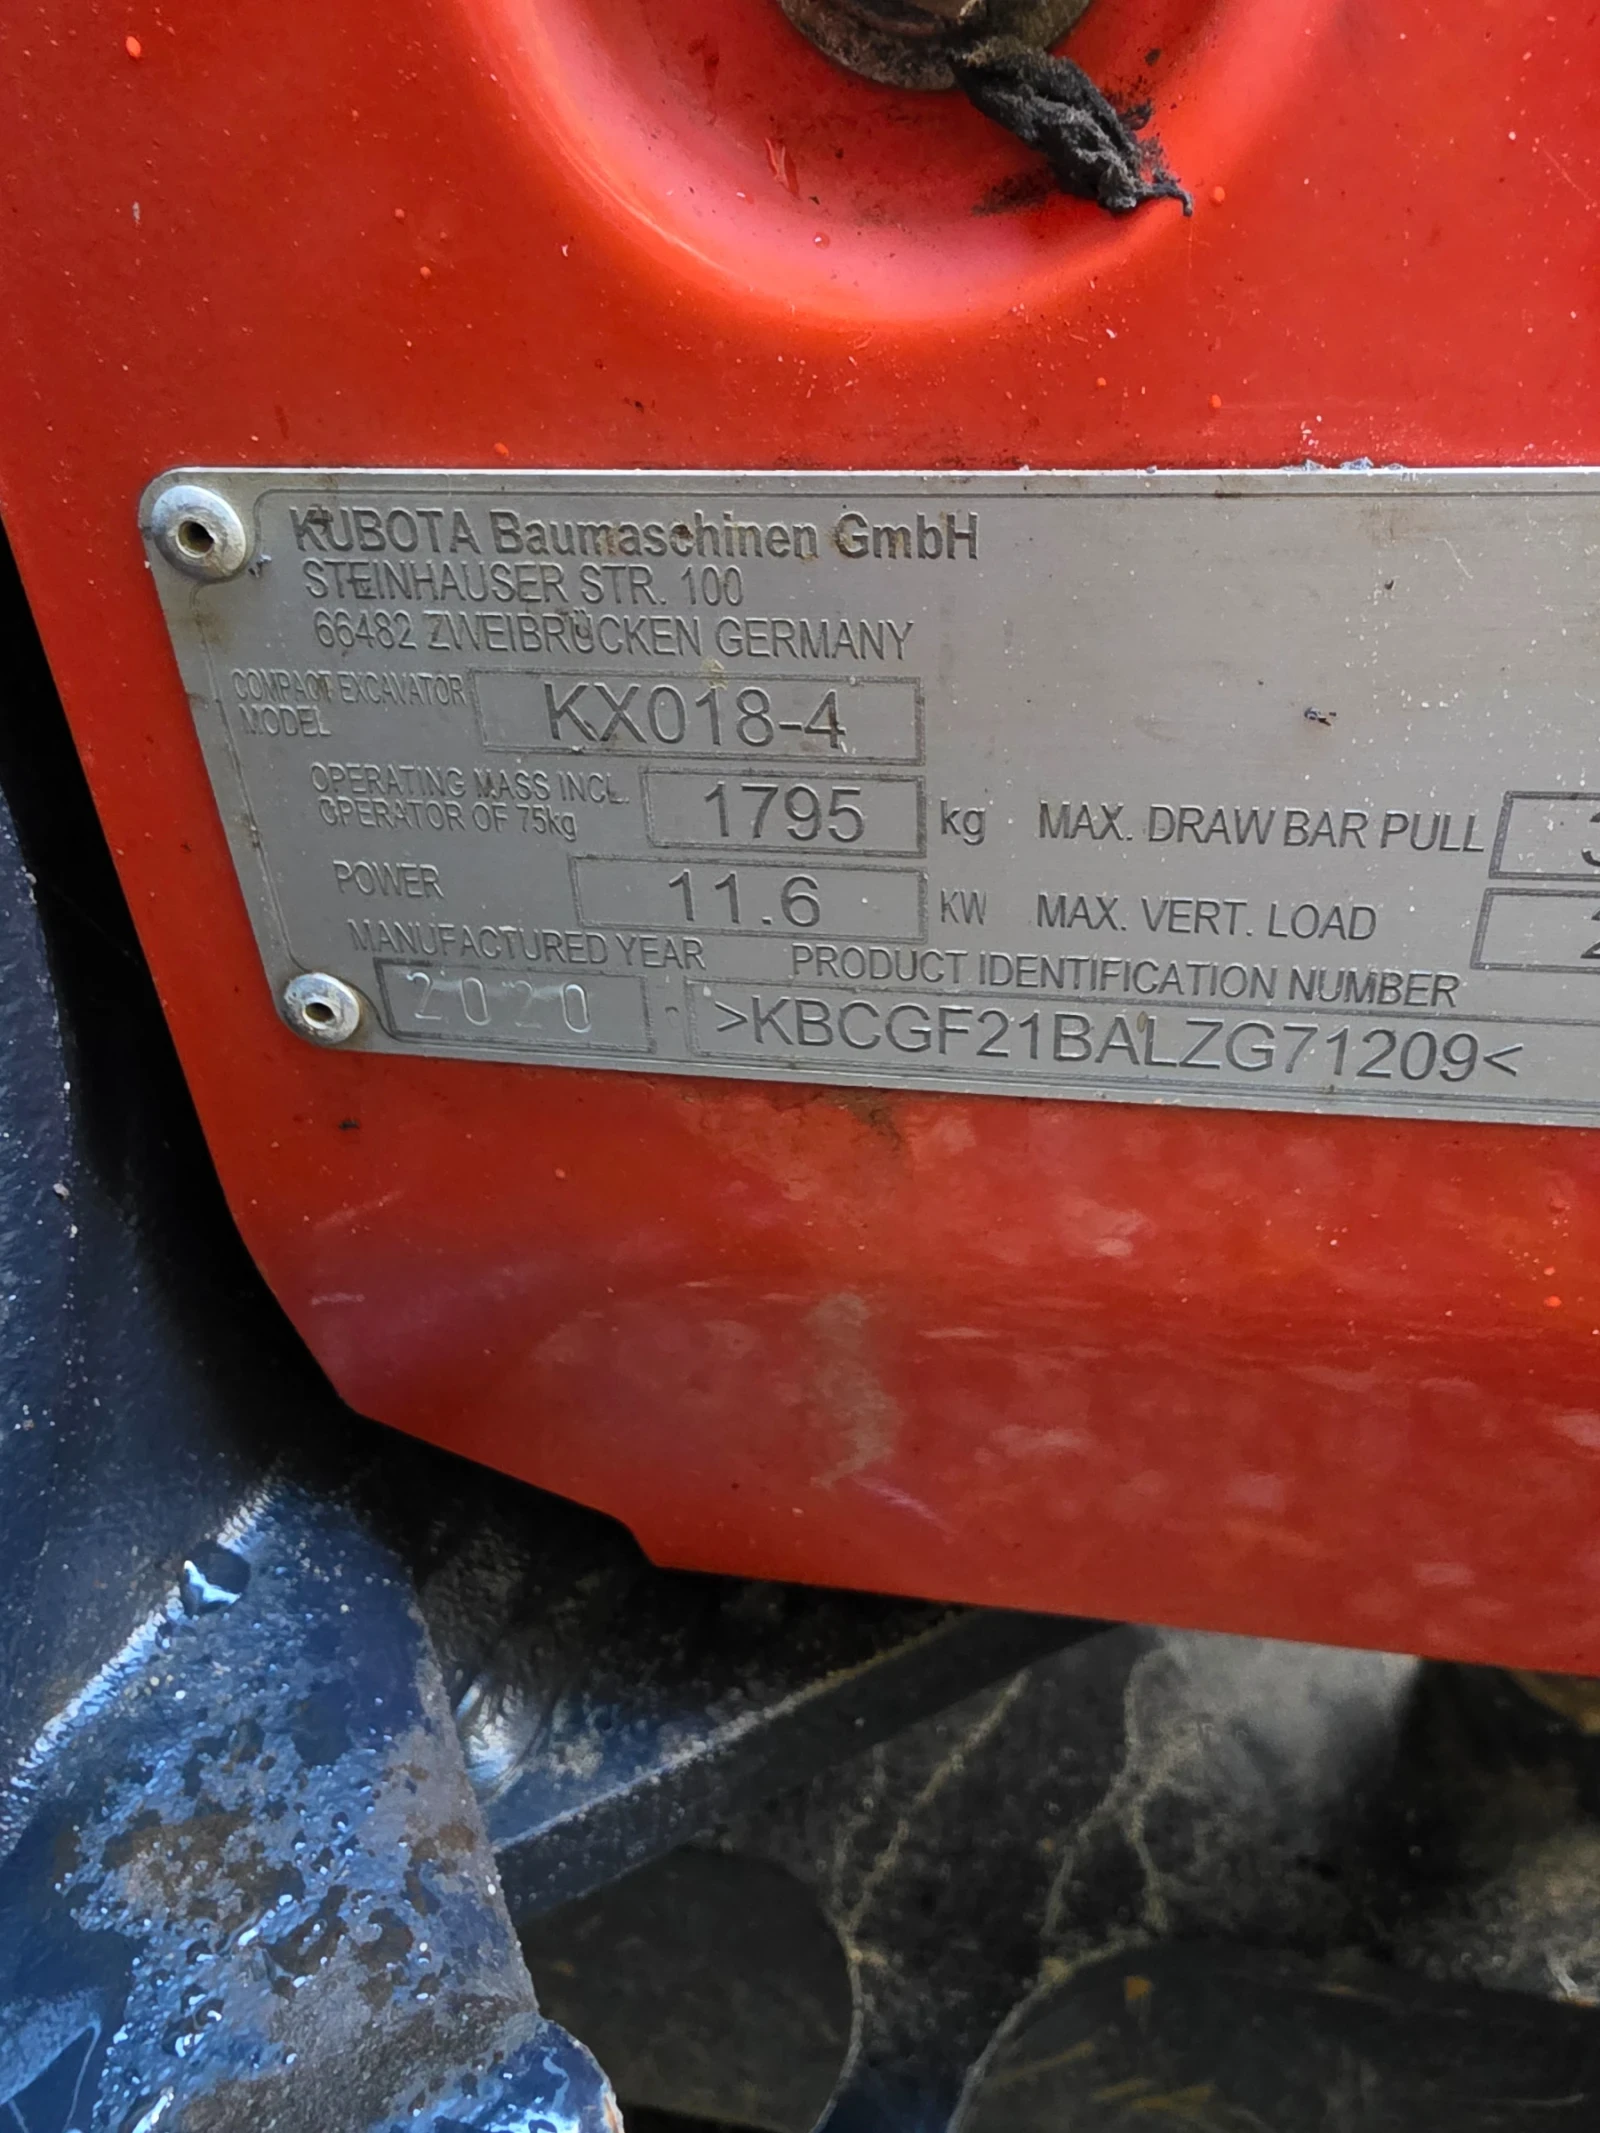 KUBOTA Baumaschinen GmbH
STEINHAUSER STR. 100
66482 ZWEIBRÜCKEN GERMANY
COMPACT EXCAVATOR
MODEL
KX018-4
OPERATING MASS INCL.
OPERATOR OF 75kg
1795 kg
MAX. DRAW BAR PULL
POWER
11.6 KW
MAX. VERT. LOAD
MANUFACTURED YEAR
2020
PRODUCT IDENTIFICATION NUMBER
>KBCGF21BALZG71209<